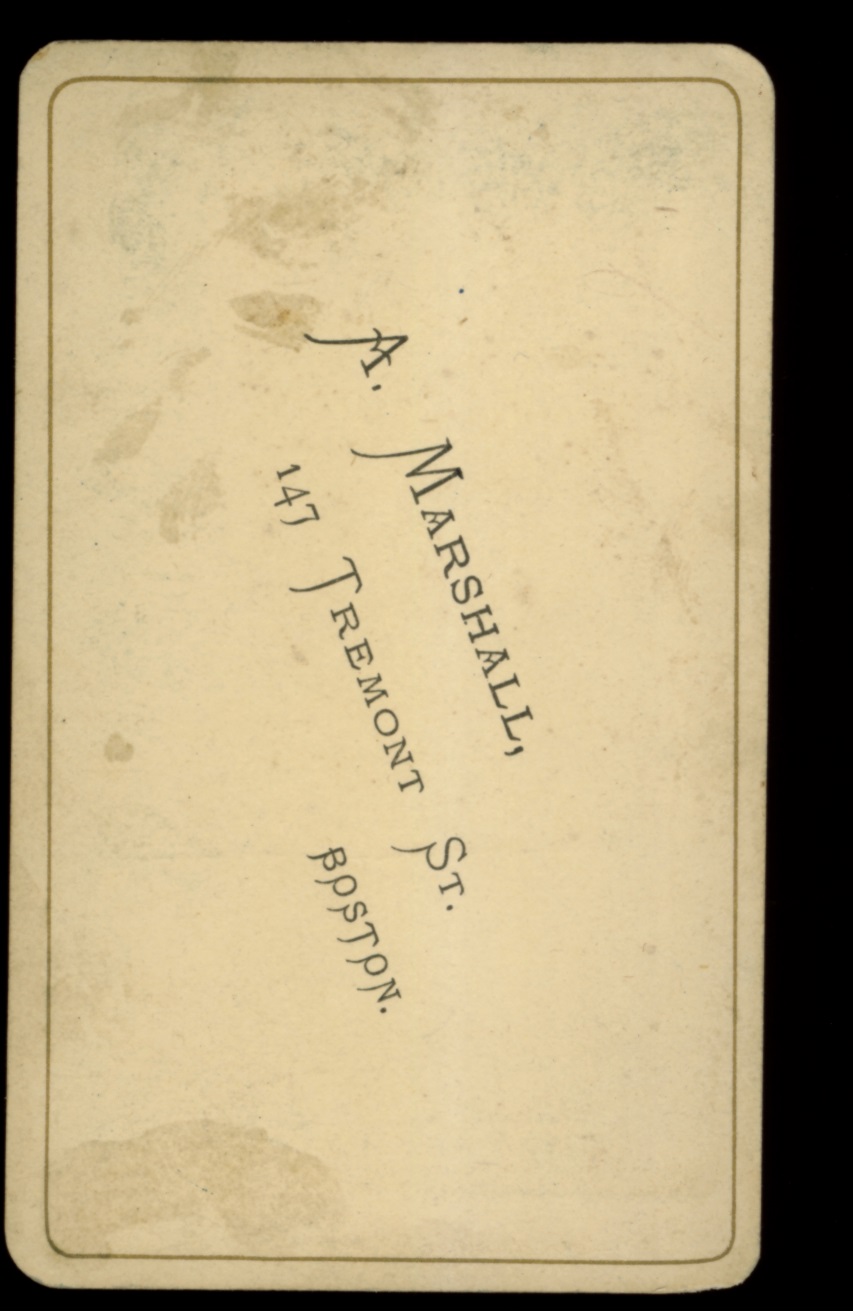 A. MARSHALL,
147 TREMONT ST.
BOSTON.